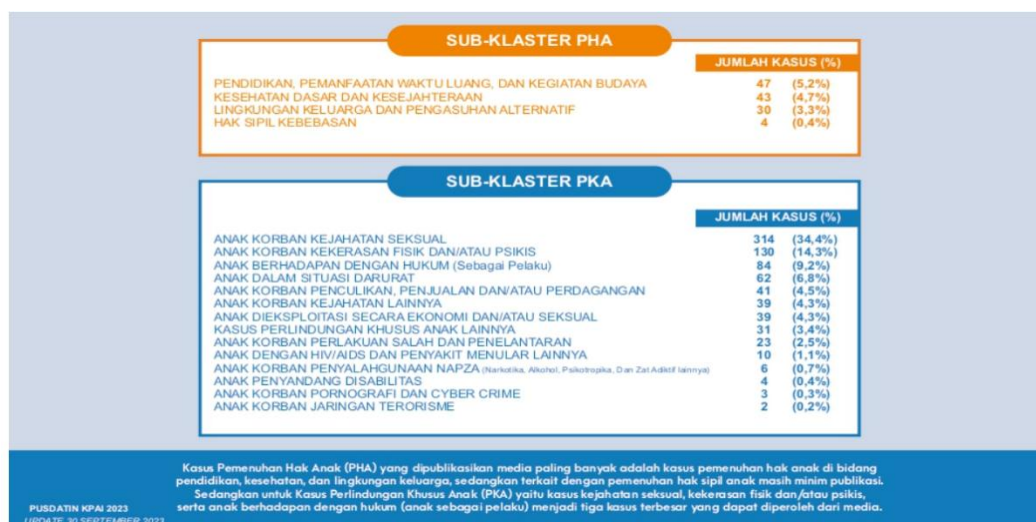 SUB-KLASTER PHA
JUMLAH KASUS (%)
PENDIDIKAN, PEMANFAATAN WAKTU LUANG, DAN KEGIATAN BUDAYA 47 (5,2%)
KESEHATAN DASAR DAN KESEJAHTERAAN 43 (4,7%)
LINGKUNGAN KELUARGA DAN PENGASUHAN ALTERNATIF 30 (3,3%)
HAK SIPIL KEBEBASAN 4 (0,4%)
SUB-KLASTER PKA
JUMLAH KASUS (%)
ANAK KORBAN KEJAHATAN SEKSUAL 314 (34,4%)
ANAK KORBAN KEKERASAN FISIK DAN/ATAU PSIKIS 130 (14,3%)
ANAK BERHADAPAN DENGAN HUKUM (Sebagai Pelaku) 84 (9,2%)
ANAK DALAM SITUASI DARURAT 62 (6,8%)
ANAK KORBAN PENCULIKAN, PENJUALAN DAN/ATAU PERDAGANGAN 41 (4,5%)
ANAK KORBAN KEJAHATAN LAINNYA 39 (4,3%)
ANAK DIEKSPLOITASI SECARA EKONOMI DAN/ATAU SEKSUAL 39 (4,3%)
KASUS PERLINDUNGAN KHUSUS ANAK LAINNYA 31 (3,4%)
ANAK KORBAN PERLAKUAN SALAH DAN PENELANTARAN 23 (2,5%)
ANAK DENGAN HIV/AIDS DAN PENYAKIT MENULAR LAINNYA 10 (1,1%)
ANAK KORBAN PENYALAHGUNAAN NAPZA (Narkotika, Alkohol, Psikotropika, Dan Zat Adiktif lainnya) 6 (0,7%)
ANAK PENYANDANG DISABILITAS 4 (0,4%)
ANAK KORBAN PORNOGRAFI DAN CYBER CRIME 3 (0,3%)
ANAK KORBAN JARINGAN TERORISME 2 (0,2%)
Kasus Pemenuhan Hak Anak (PHA) yang dipublikasikan media paling banyak adalah kasus pemenuhan hak anak di bidang
pendidikan, kesehatan, dan lingkungan keluarga, sedangkan terkait dengan pemenuhan hak sipil anak masih minim publikasi.
Sedangkan untuk Kasus Perlindungan Khusus Anak (PKA) yaitu kasus kejahatan seksual, kekerasan fisik dan/atau psikis,
serta anak berhadapan dengan hukum (anak sebagai pelaku) menjadi tiga kasus terbesar yang dapat diperoleh dari media.
PUSDATIN KPAI 2023
UPDATE 30 SEPTEMBER 2023